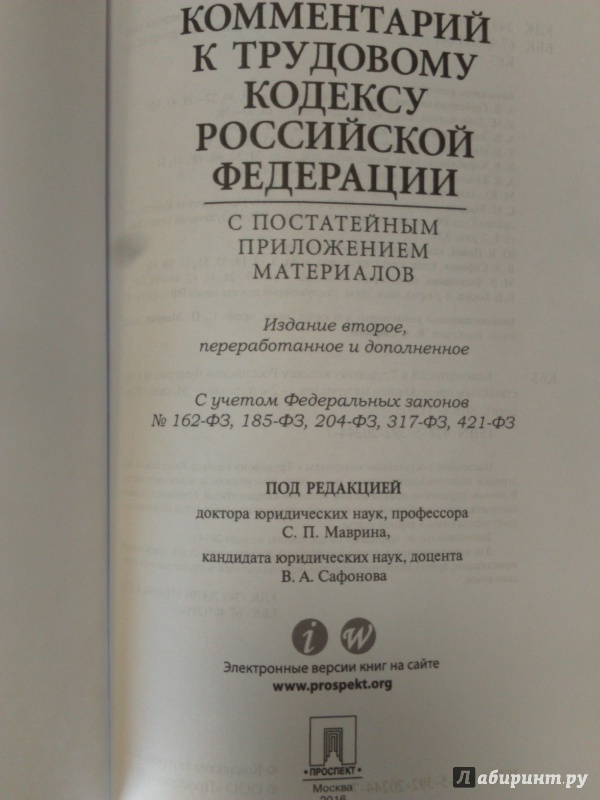 КОММЕНТАРИЙ
К ТРУДОВОМУ
КОДЕКСУ
РОССИЙСКОЙ
ФЕДЕРАЦИИ
С ПОСТАТЕЙНЫМ
ПРИЛОЖЕНИЕМ
МАТЕРИАЛОВ
Издание второе,
переработанное и дополненное
С учетом Федеральных законов
№ 162-ФЗ, 185-ФЗ, 204-ФЗ, 317-ФЗ, 421-ФЗ
ПОД РЕДАКЦИЕЙ
доктора юридических наук, профессора
С. П. Маврина,
кандидата юридических наук, доцента
В. А. Сафонова
i w
Электронные версии книг на сайте
www.prospekt.org
•ПРОСПЕКТ•
Москва
2016
Лабиринт.ру